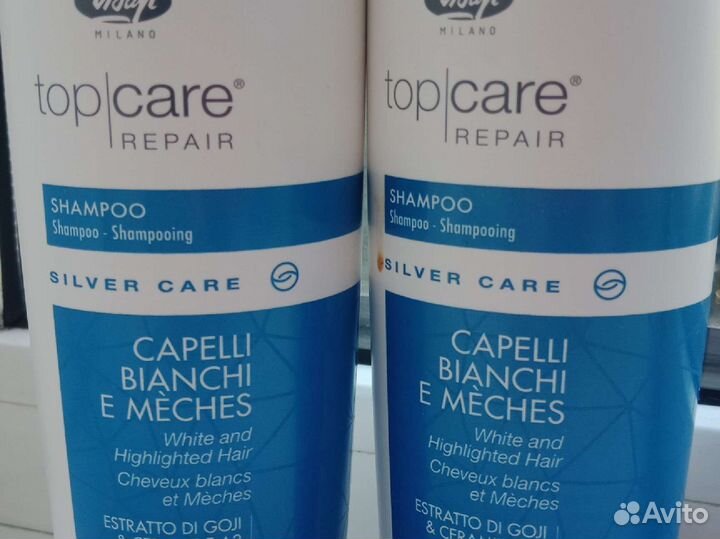 MILANO
top|care®
REPAIR
SHAMPOO
Shampoo - Shampooing
SILVER CARE
CAPELLI
BIANCHI
E MÈCHES
White and
Highlighted Hair
Cheveux blancs
et Mèches
ESTRATTO DI GOJI
MILANO
top|care®
REPAIR
SHAMPOO
Shampoo - Shampooing
SILVER CARE
CAPELLI
BIANCHI
E MÈCHES
White and
Highlighted Hair
Cheveux blancs
et Mèches
ESTRATTO DI GOJI
Avito